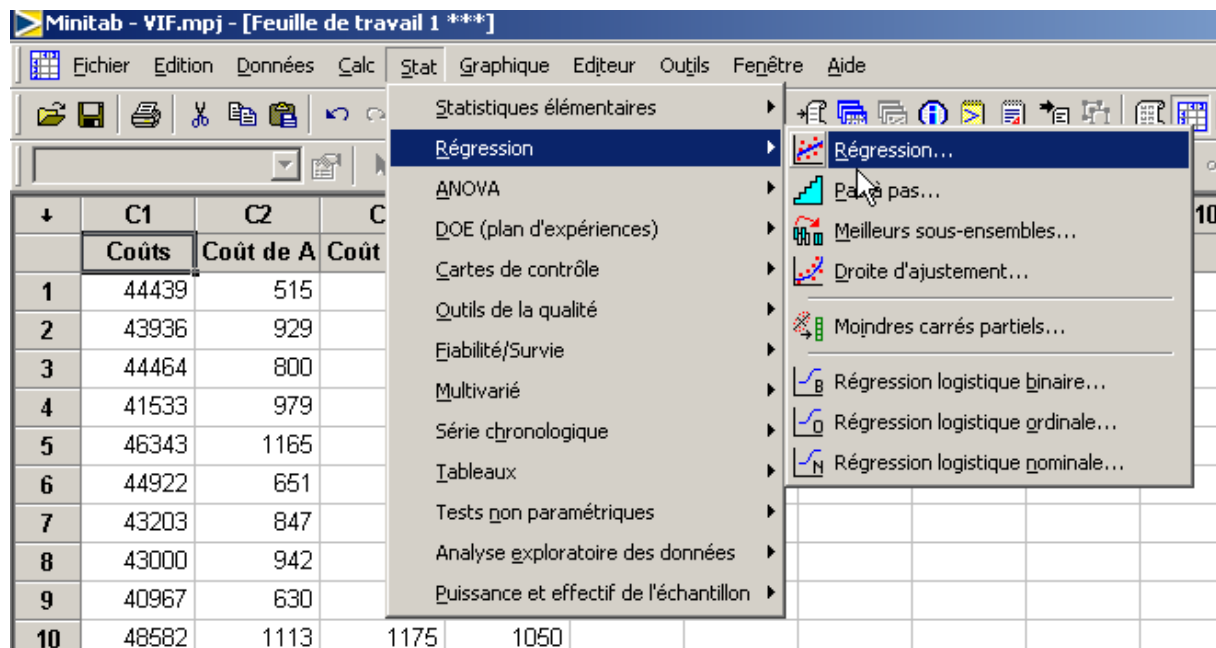 Minitab - VIF.mpj - [Feuille de travail 1 ***]
Fichier Edition Données Calc Stat Graphique Editeur Outils Fenêtre Aide
Statistiques élémentaires
Régression
ANOVA
DOE (plan d'expériences)
Cartes de contrôle
Outils de la qualité
Fiabilité/Survie
Multivarié
Série chronologique
Tableaux
Tests non paramétriques
Analyse exploratoire des données
Puissance et effectif de l'échantillon
Régression...
Pas à pas...
Meilleurs sous-ensembles...
Droite d'ajustement...
Moindres carrés partiels...
Régression logistique binaire...
Régression logistique ordinale...
Régression logistique nominale...
C1 C2 C 10
Coûts Coût de A Coût
1 44439 515
2 43936 929
3 44464 800
4 41533 979
5 46343 1165
6 44922 651
7 43203 847
8 43000 942
9 40967 630
10 48582 1113 1175 1050